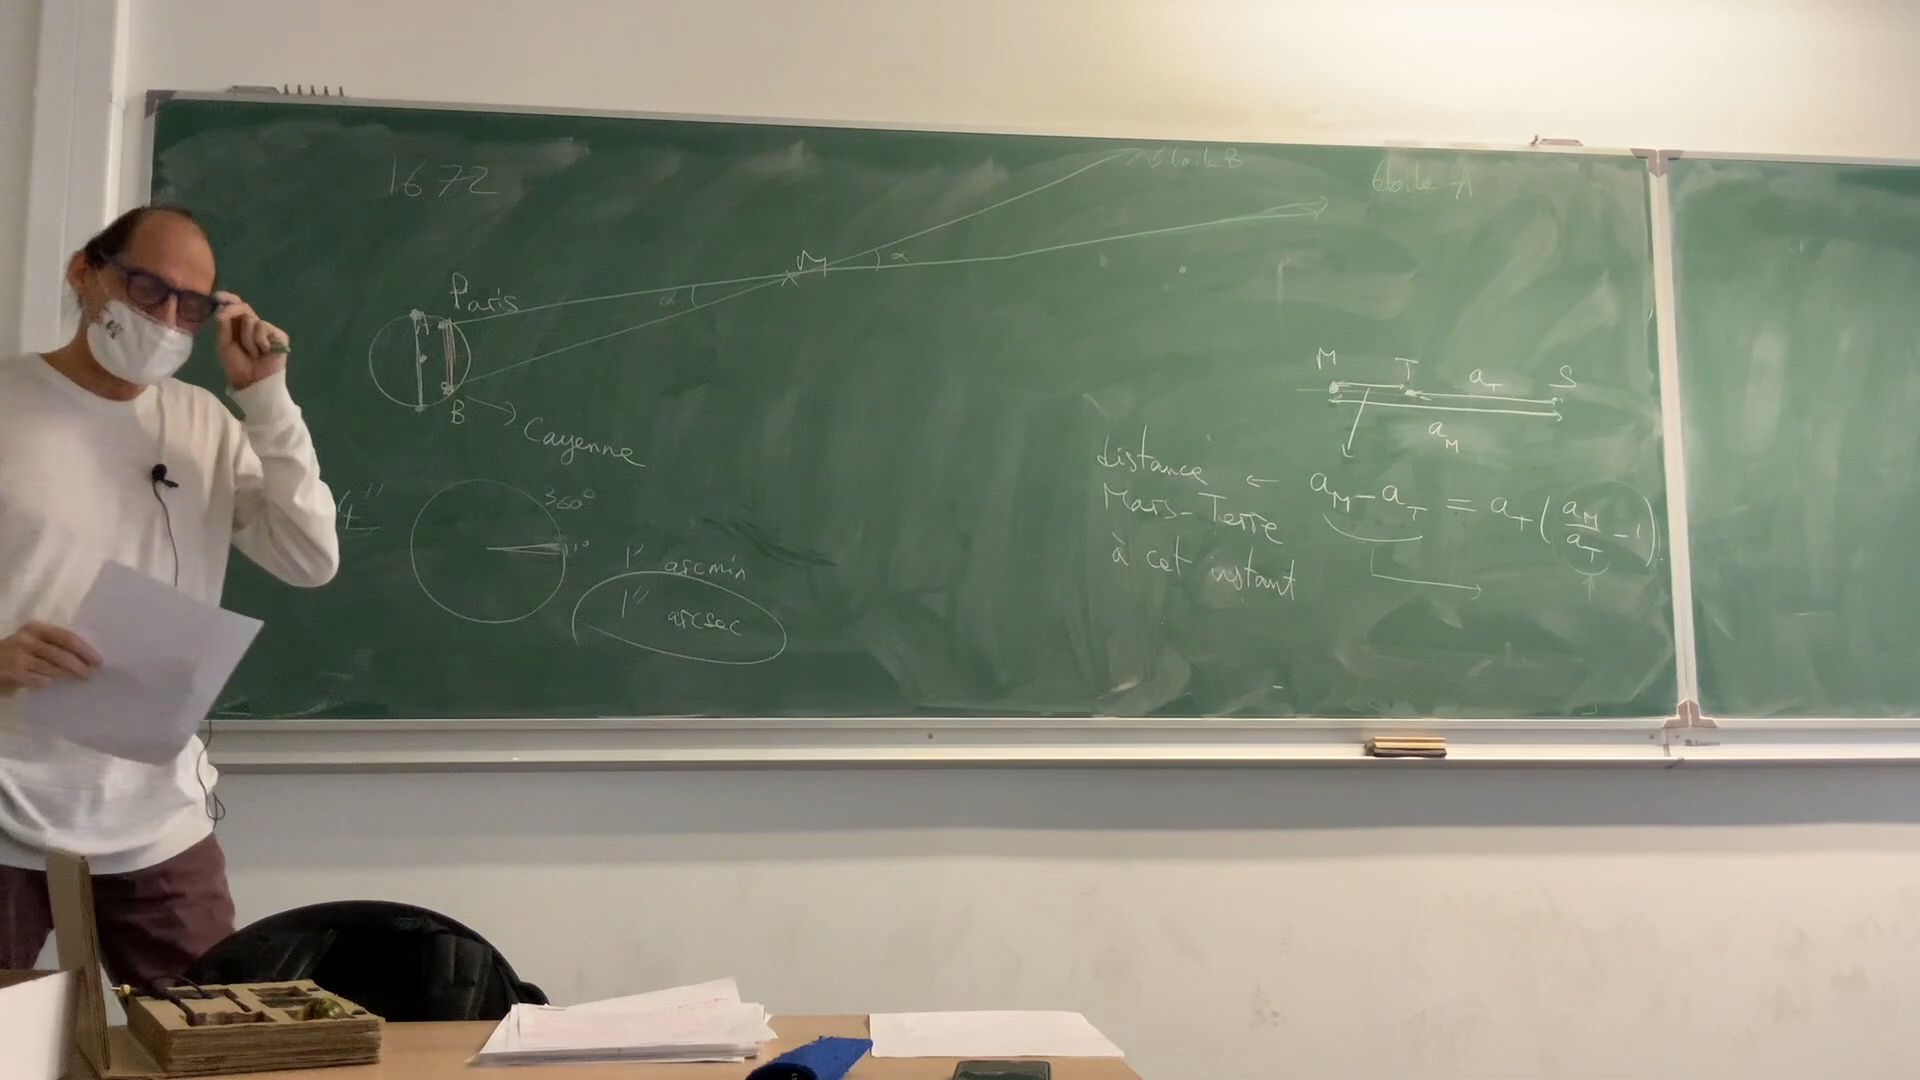 1672
étoile B
étoile A
M
α
α
Paris
A
B
Cayenne
M T a_T S
a_M
distance ← a_M - a_T = a_T (a_M/a_T - 1)
Mars-Terre
à cet instant
360°
1°
1' arcmin
1'' arcsec